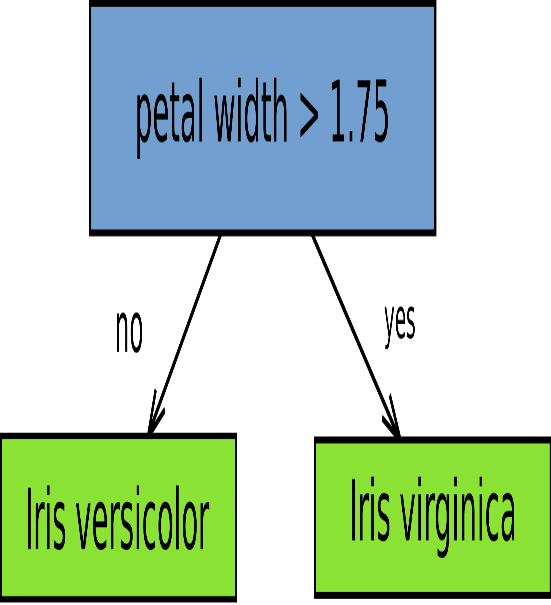 petal width > 1.75
no
yes
Iris versicolor
Iris virginica